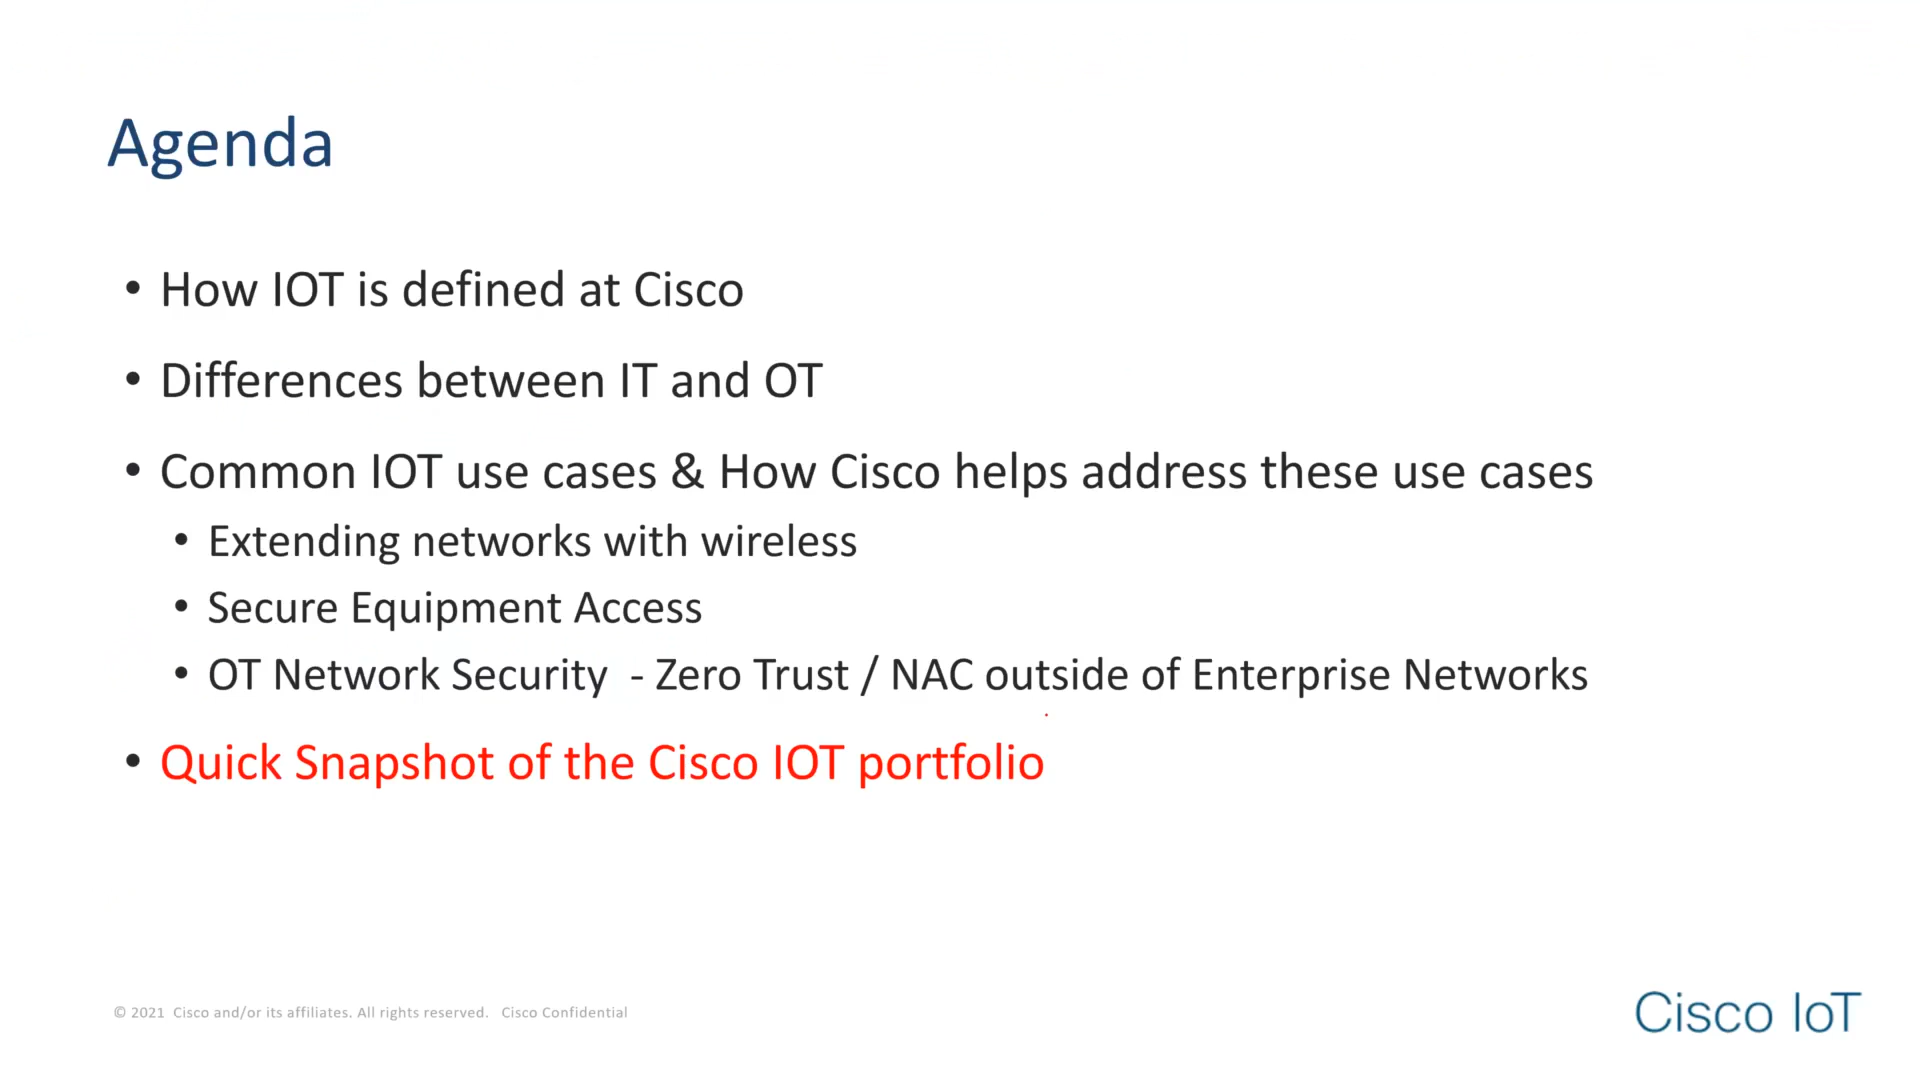 Agenda
• How IOT is defined at Cisco
• Differences between IT and OT
• Common IOT use cases & How Cisco helps address these use cases
• Extending networks with wireless
• Secure Equipment Access
• OT Network Security - Zero Trust / NAC outside of Enterprise Networks
• Quick Snapshot of the Cisco IOT portfolio
© 2021 Cisco and/or its affiliates. All rights reserved. Cisco Confidential
Cisco IoT